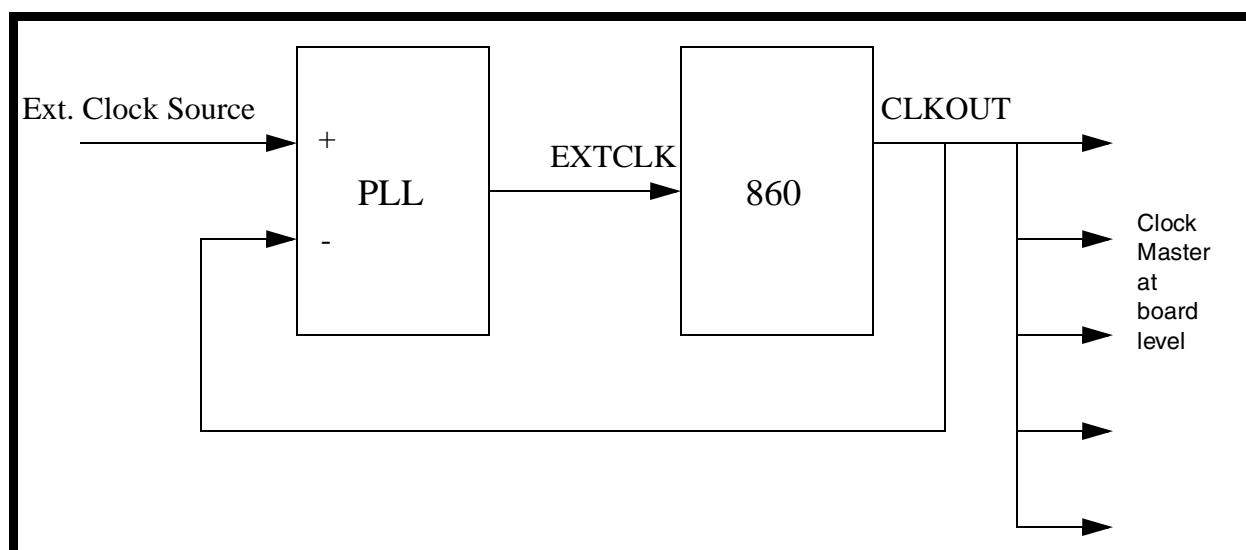 Ext. Clock Source
+
PLL
-
EXTCLK
860
CLKOUT
Clock
Master
at
board
level